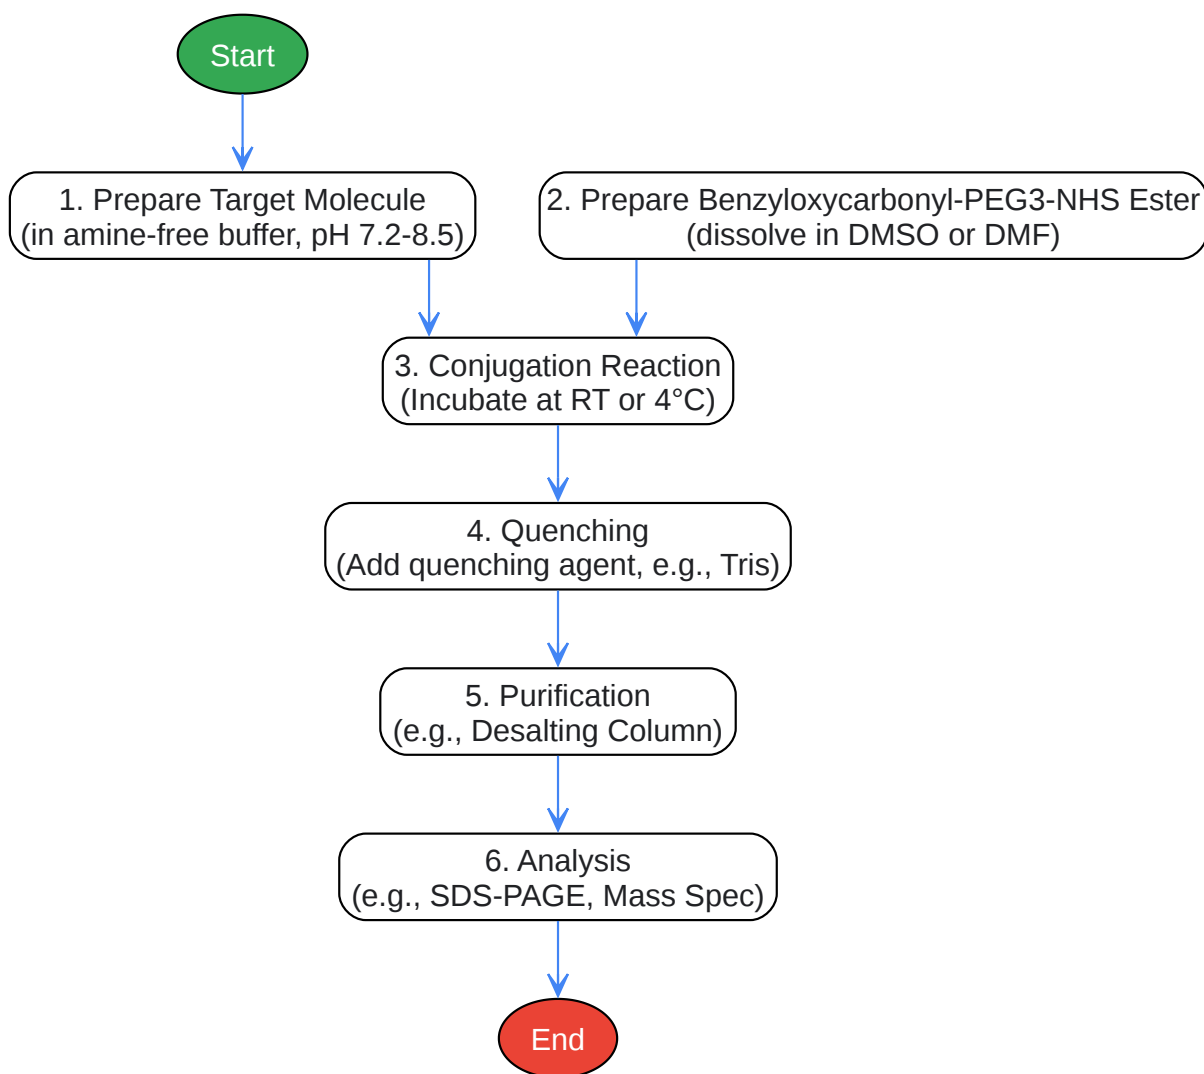 Start
1. Prepare Target Molecule
(in amine-free buffer, pH 7.2-8.5)
2. Prepare Benzyloxycarbonyl-PEG3-NHS Ester
(dissolve in DMSO or DMF)
3. Conjugation Reaction
(Incubate at RT or 4°C)
4. Quenching
(Add quenching agent, e.g., Tris)
5. Purification
(e.g., Desalting Column)
6. Analysis
(e.g., SDS-PAGE, Mass Spec)
End